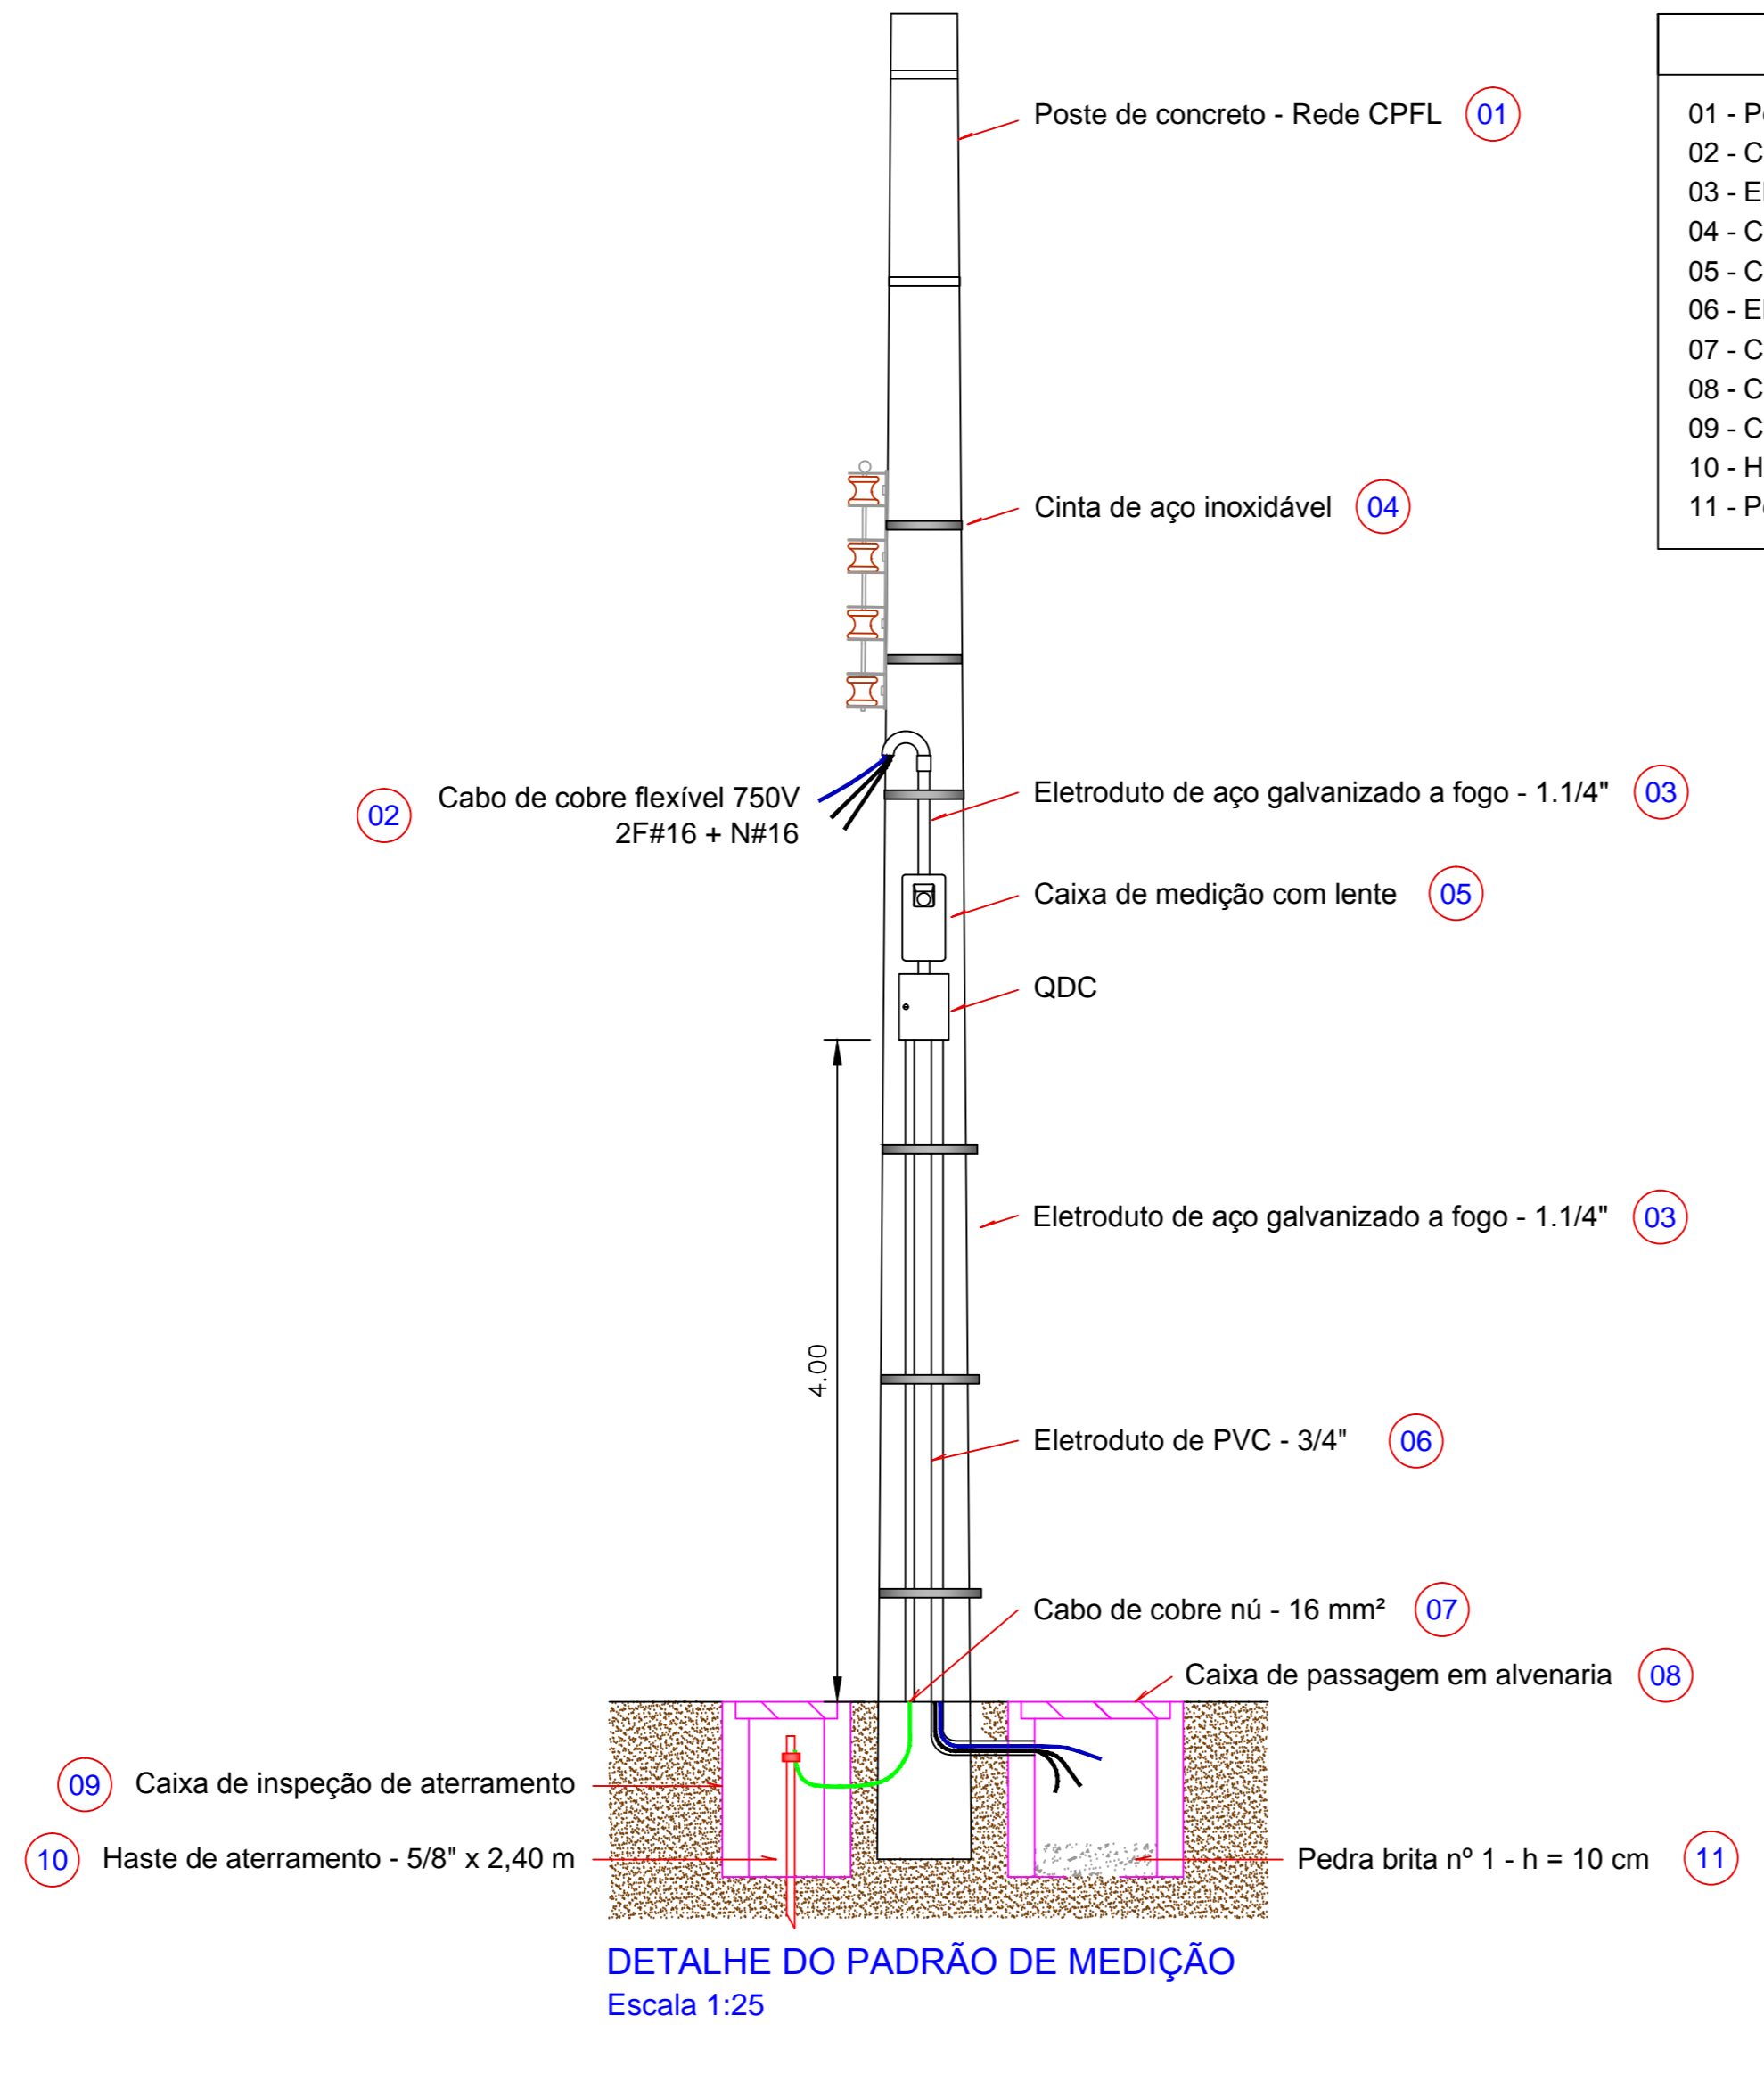 Poste de concreto - Rede CPFL 01
Cinta de aço inoxidável 04
02 Cabo de cobre flexível 750V
2F#16 + N#16
Eletroduto de aço galvanizado a fogo - 1.1/4" 03
Caixa de medição com lente 05
QDC
4.00
Eletroduto de aço galvanizado a fogo - 1.1/4" 03
Eletroduto de PVC - 3/4" 06
Cabo de cobre nú - 16 mm² 07
Caixa de passagem em alvenaria 08
09 Caixa de inspeção de aterramento
10 Haste de aterramento - 5/8" x 2,40 m
Pedra brita nº 1 - h = 10 cm 11
DETALHE DO PADRÃO DE MEDIÇÃO
Escala 1:25
01 -
02 - C
03 -
04 - C
05 - C
06 -
07 - C
08 - C
09 - C
10 - H
11 -